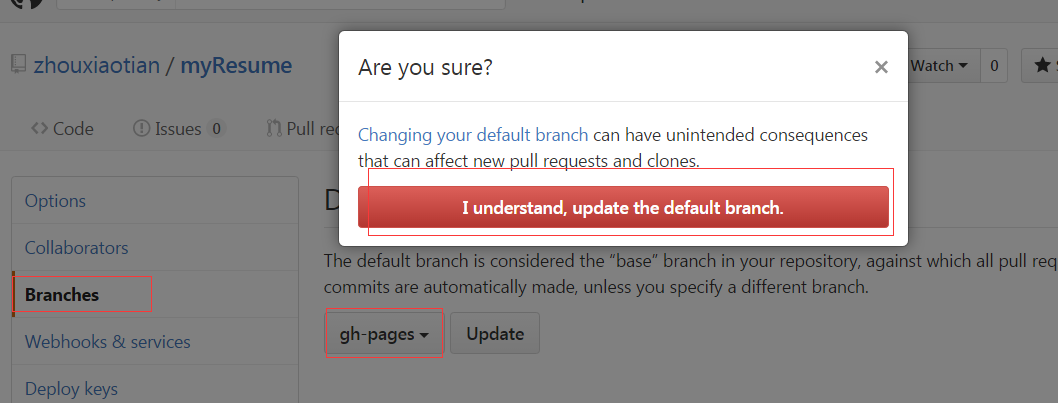 zhouxiaotian / myResume
Are you sure?
×
Watch
0
Code
Issues 0
Pull
Changing your default branch can have unintended consequences
that can affect new pull requests and clones.
I understand, update the default branch.
Options
Collaborators
Branches
Webhooks & services
Deploy keys
D
The default branch is considered the “base” branch in your repository, against which all pull req
commits are automatically made, unless you specify a different branch.
gh-pages
Update